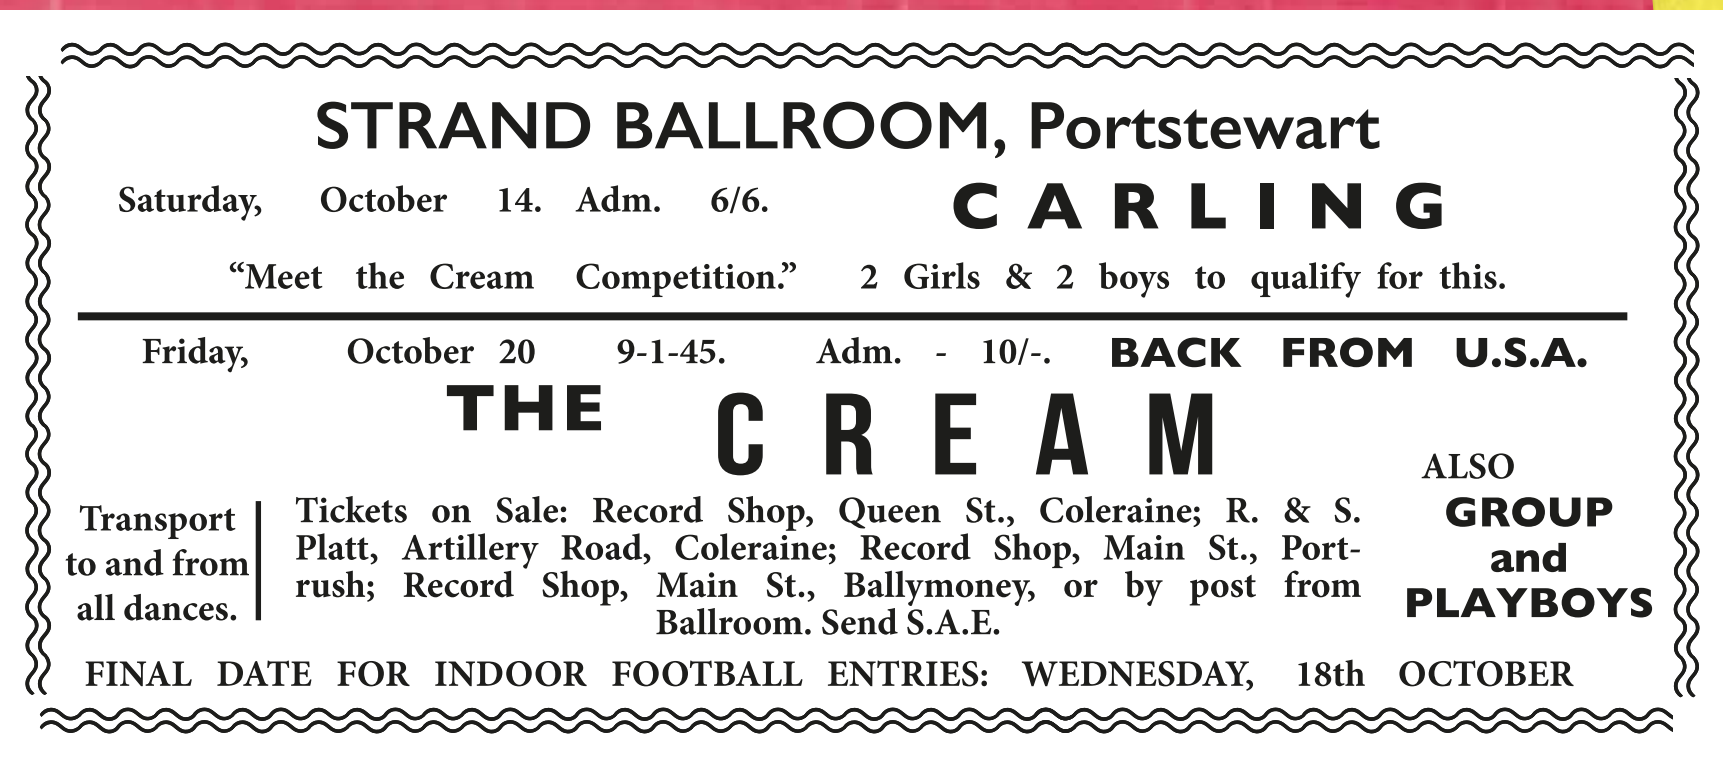 STRAND BALLROOM, Portstewart
Saturday, October 14. Adm. 6/6. CARLING
“Meet the Cream Competition.” 2 Girls & 2 boys to qualify for this.
Friday, October 20 9-1-45. Adm. - 10/-. BACK FROM U.S.A.
THE CREAM
Transport
to and from
all dances.
Tickets on Sale: Record Shop, Queen St., Coleraine; R. & S.
Platt, Artillery Road, Coleraine; Record Shop, Main St., Port-
rush; Record Shop, Main St., Ballymoney, or by post from
Ballroom. Send S.A.E.
ALSO
GROUP
and
PLAYBOYS
FINAL DATE FOR INDOOR FOOTBALL ENTRIES: WEDNESDAY, 18th OCTOBER